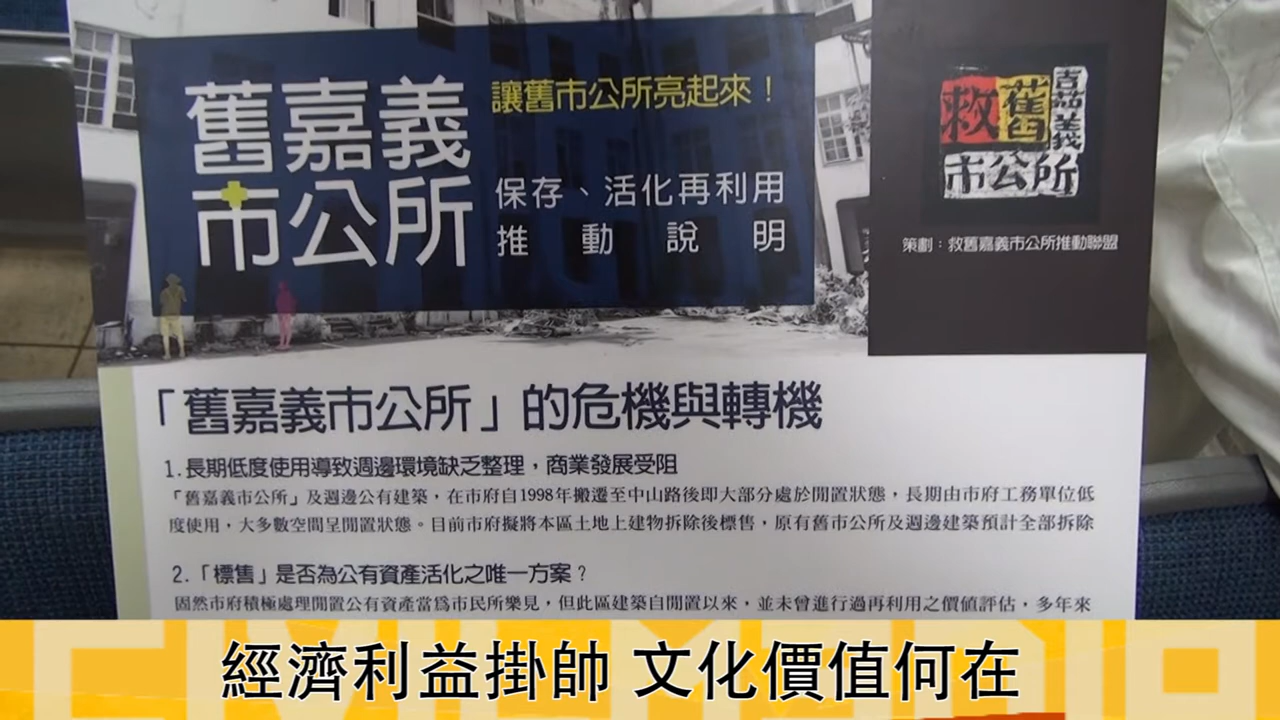 舊嘉義
市公所
讓舊市公所亮起來！
保存、活化再利用
推動說明
救舊嘉義
市公所
策劃：救舊嘉義市公所推動聯盟
「舊嘉義市公所」的危機與轉機
1.長期低度使用導致週邊環境缺乏整理，商業發展受阻
「舊嘉義市公所」及週邊公有建築，在市府自1998年搬遷至中山路後即大部分處於閒置狀態，長期由市府工務單位低
度使用，大多數空間呈閒置狀態。目前市府擬將本區土地上建物拆除後標售，原有舊市公所及週邊建築預計全部拆除
2.「標售」是否為公有資產活化之唯一方案？
固然市府積極處理閒置公有資產當為市民所樂見，但此區建築自閒置以來，並未曾進行過再利用之價值評估，多年來
經濟利益掛帥 文化價值何在